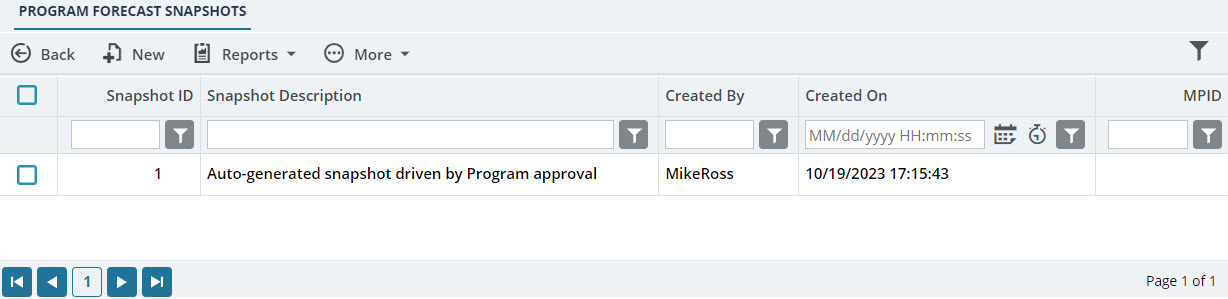 PROGRAM FORECAST SNAPSHOTS
Back New Reports More
Snapshot ID Snapshot Description Created By Created On MPID
MM/dd/yyyy HH:mm:ss
1 Auto-generated snapshot driven by Program approval MikeRoss 10/19/2023 17:15:43
1 Page 1 of 1